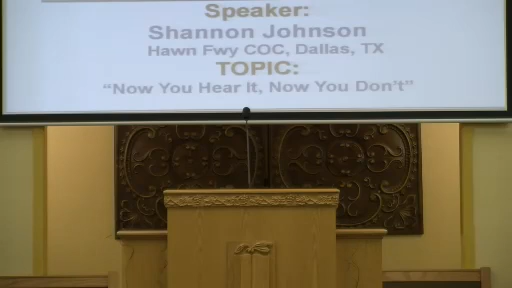 Speaker:
Shannon Johnson
Hawn Fwy COC, Dallas, TX
TOPIC:
“Now You Hear It, Now You Don’t”